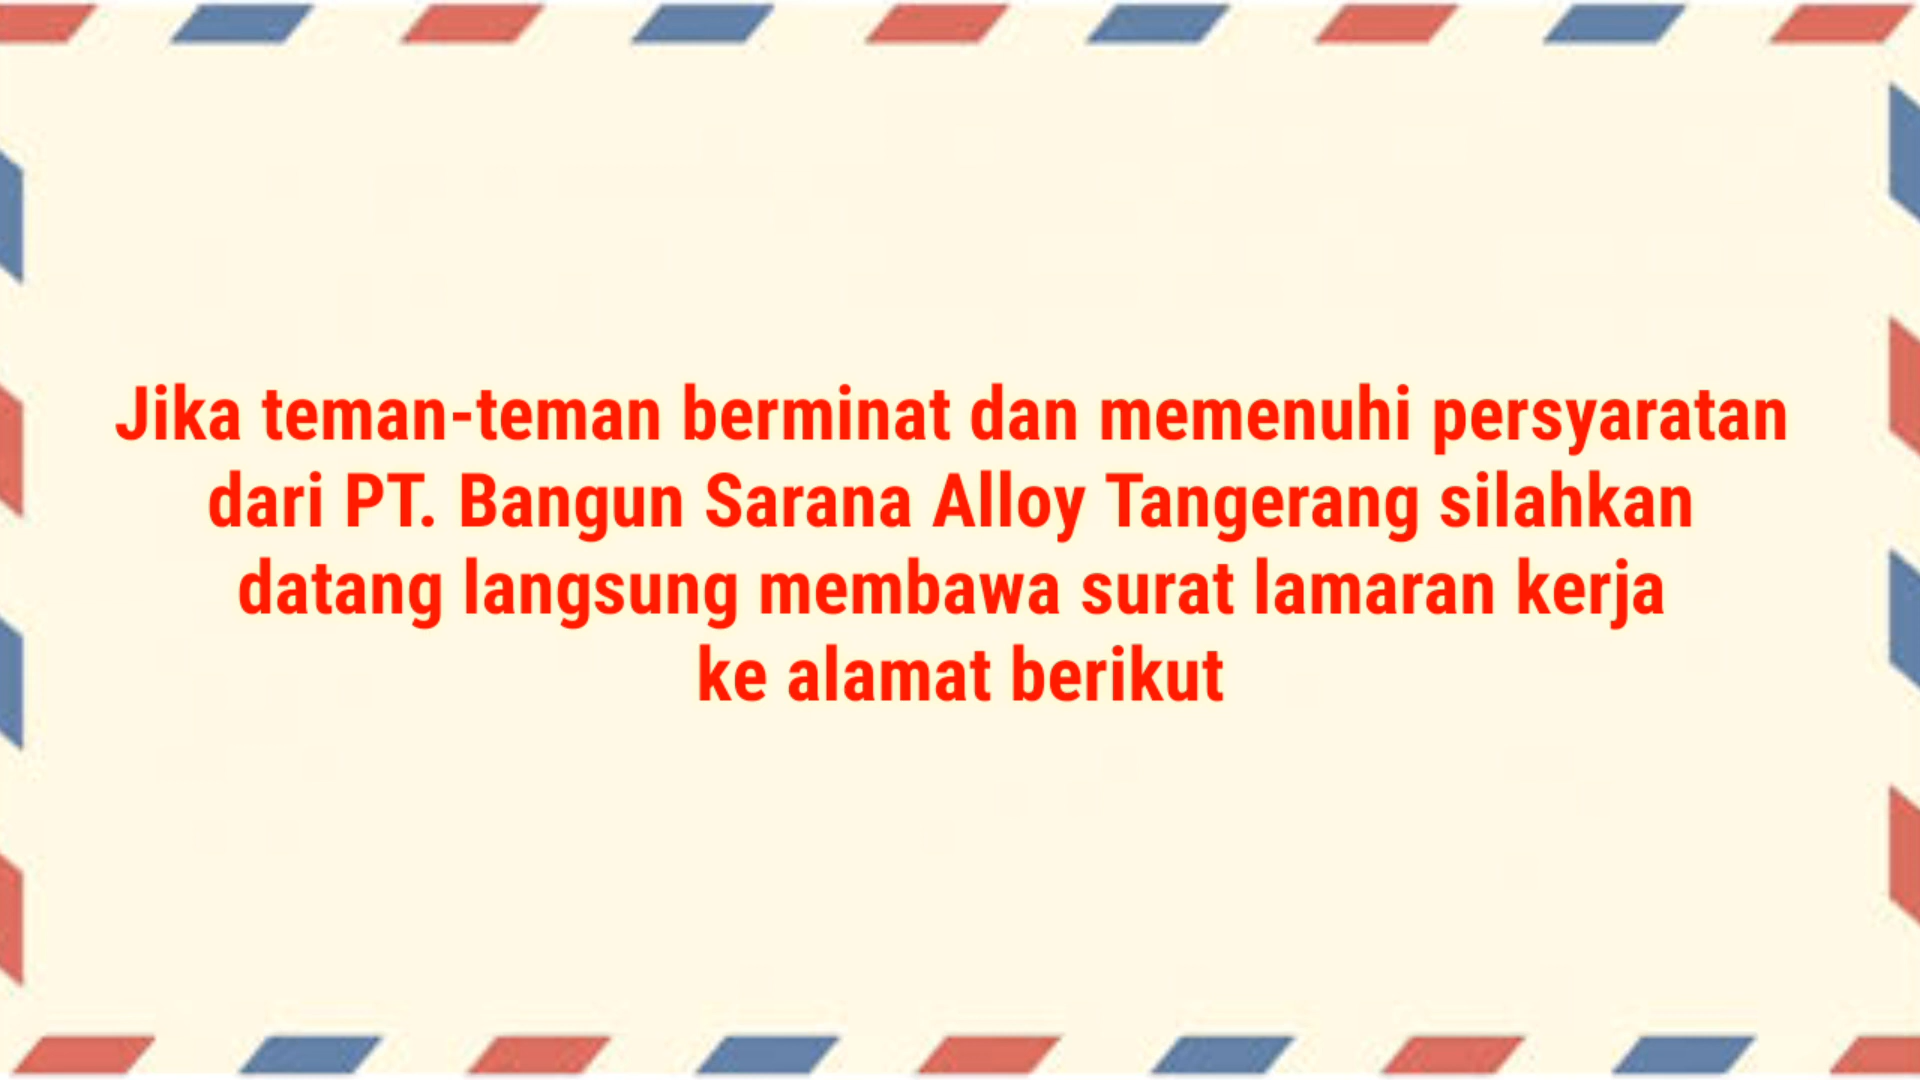 Jika teman-teman berminat dan memenuhi persyaratan
dari PT. Bangun Sarana Alloy Tangerang silahkan
datang langsung membawa surat lamaran kerja
ke alamat berikut